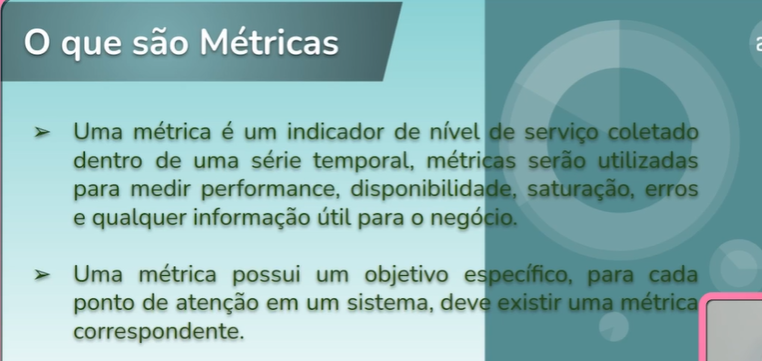 O que são Métricas
➢ Uma métrica é um indicador de nível de serviço coletado
dentro de uma série temporal, métricas serão utilizadas
para medir performance, disponibilidade, saturação, erros
e qualquer informação útil para o negócio.
➢ Uma métrica possui um objetivo específico, para cada
ponto de atenção em um sistema, deve existir uma métrica
correspondente.